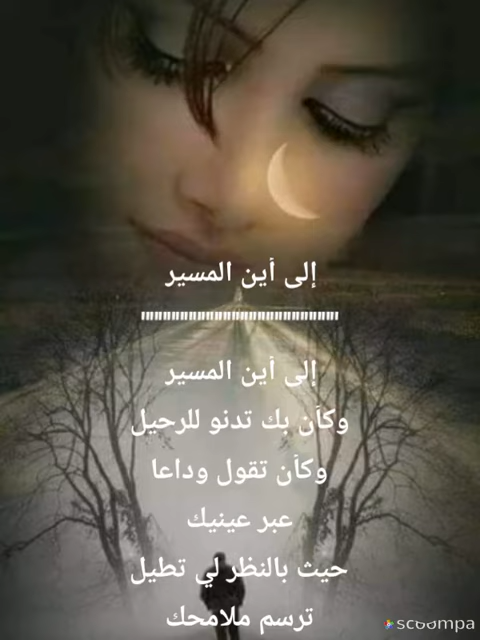 إلى أين المسير
""""""""""""""""""""""""""
إلى أين المسير
وكأن بك تدنو للرحيل
وكأن تقول وداعا
عبر عينيك
حيث بالنظر لي تطيل
ترسم ملامحك
scoompa